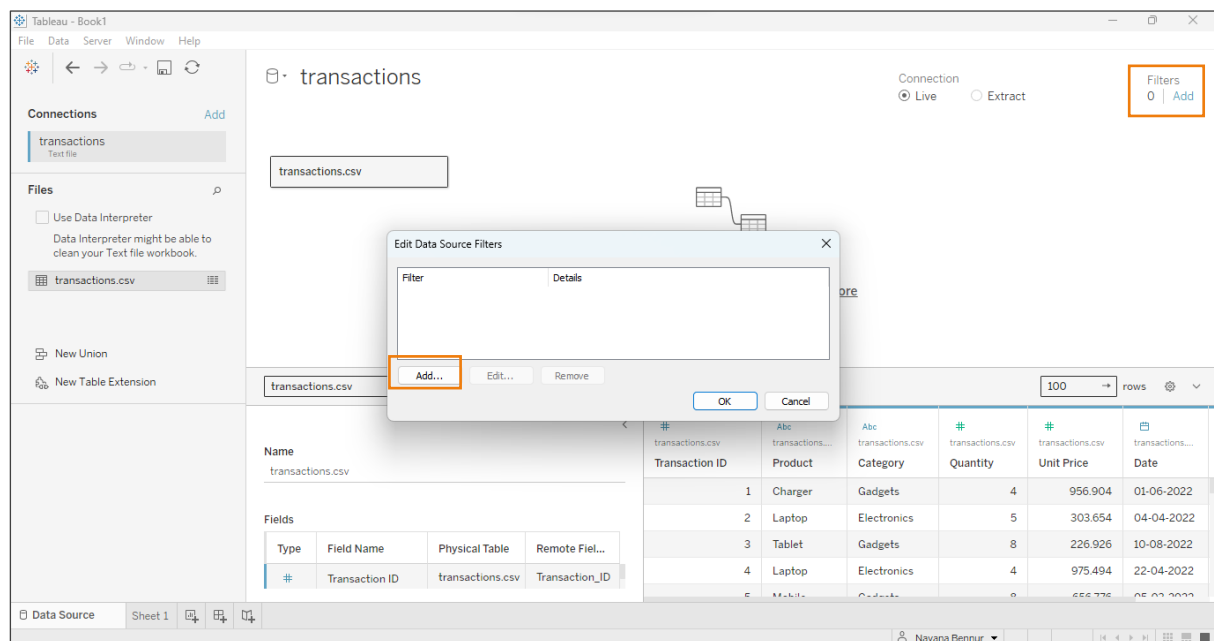 Tableau - Book1
File Data Server Window Help
Connections Add
transactions
Text file
Files
Use Data Interpreter
Data Interpreter might be able to
clean your Text file workbook.
transactions.csv
New Union
New Table Extension
transactions
Connection
Live Extract
Filters
0 | Add
transactions.csv
Edit Data Source Filters
Filter Details
Add... Edit... Remove
OK Cancel
ore
transactions.csv
100 → rows
Name
transactions.csv
Fields
Type Field Name Physical Table Remote Fiel...
# Transaction ID transactions.csv Transaction_ID
# Abc Abc # #
transactions.csv transactions.... transactions.csv transactions.csv transactions.csv transactions....
Transaction ID Product Category Quantity Unit Price Date
1 Charger Gadgets 4 956.904 01-06-2022
2 Laptop Electronics 5 303.654 04-04-2022
3 Tablet Gadgets 8 226.926 10-08-2022
4 Laptop Electronics 4 975.494 22-04-2022
Data Source Sheet 1
Navana Bennur